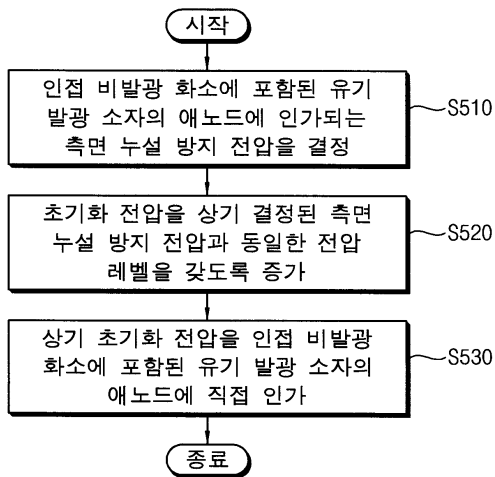 시작
인접 비발광 화소에 포함된 유기
발광 소자의 애노드에 인가되는
측면 누설 방지 전압을 결정
S510
초기화 전압을 상기 결정된 측면
누설 방지 전압과 동일한 전압
레벨을 갖도록 증가
S520
상기 초기화 전압을 인접 비발광
화소에 포함된 유기 발광 소자의
애노드에 직접 인가
S530
종료